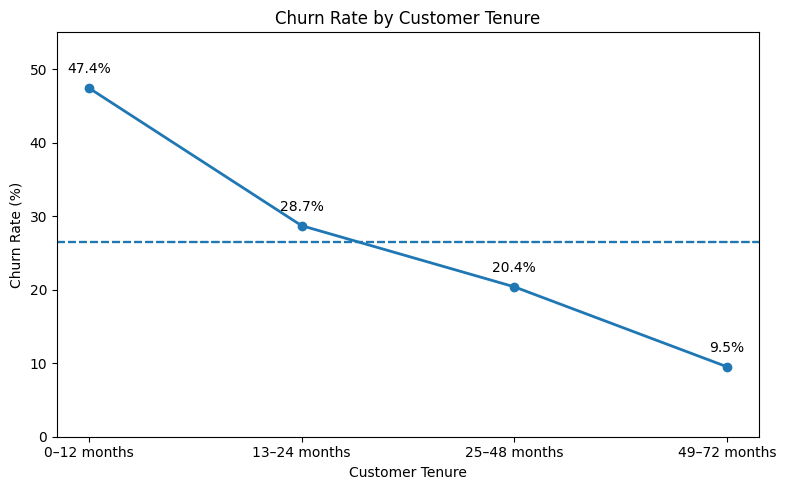 Churn Rate by Customer Tenure
Churn Rate (%)
50
40
30
20
10
0
47.4%
28.7%
20.4%
9.5%
0–12 months
13–24 months
25–48 months
49–72 months
Customer Tenure